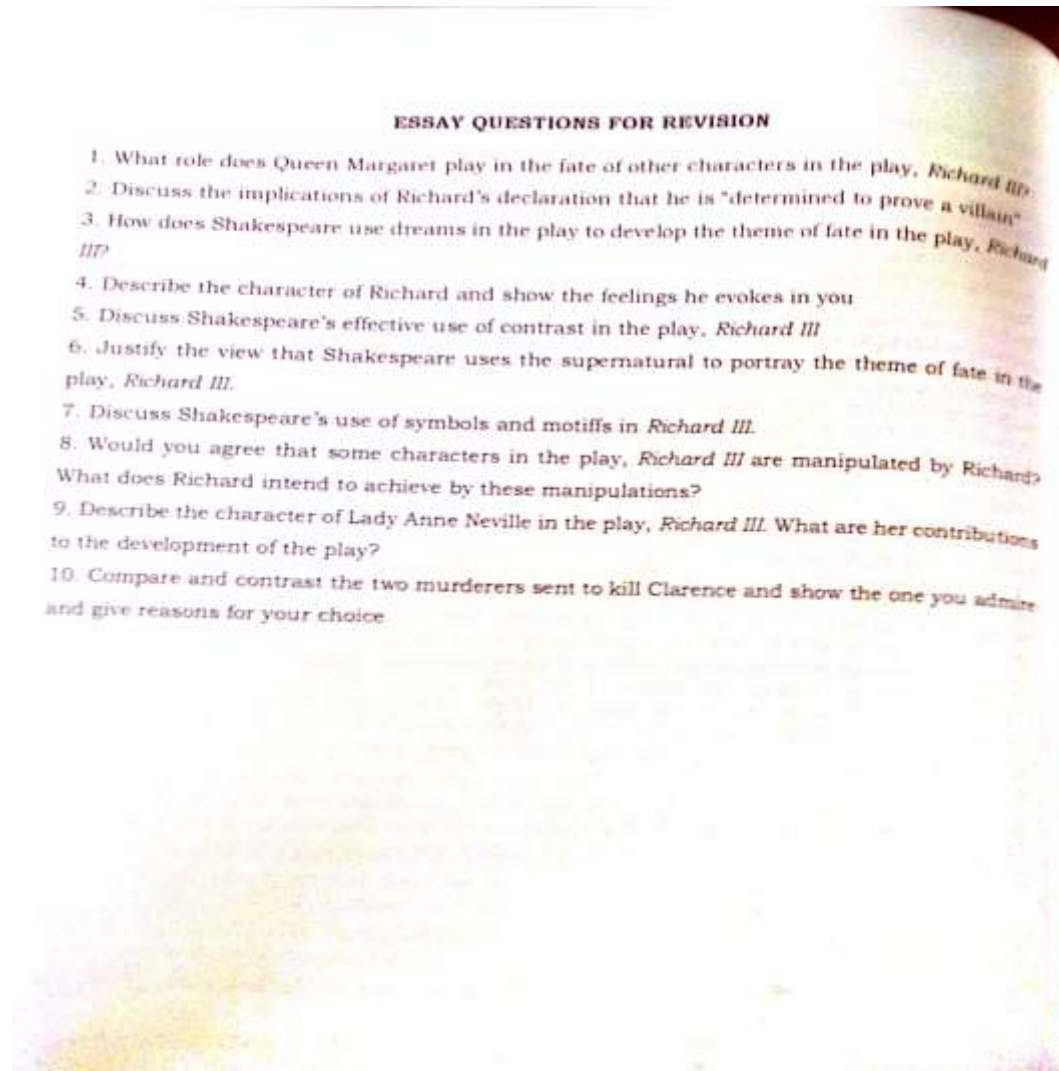 ESSAY QUESTIONS FOR REVISION
1. What role does Queen Margaret play in the fate of other characters in the play, Richard III?
2. Discuss the implications of Richard's declaration that he is "determined to prove a villain"
3. How does Shakespeare use dreams in the play to develop the theme of fate in the play, Richard
III?
4. Describe the character of Richard and show the feelings he evokes in you
5. Discuss Shakespeare's effective use of contrast in the play, Richard III
6. Justify the view that Shakespeare uses the supernatural to portray the theme of fate in the
play, Richard III.
7. Discuss Shakespeare's use of symbols and motiffs in Richard III.
8. Would you agree that some characters in the play, Richard III are manipulated by Richard?
What does Richard intend to achieve by these manipulations?
9. Describe the character of Lady Anne Neville in the play, Richard III. What are her contributions
to the development of the play?
10. Compare and contrast the two murderers sent to kill Clarence and show the one you admire
and give reasons for your choice